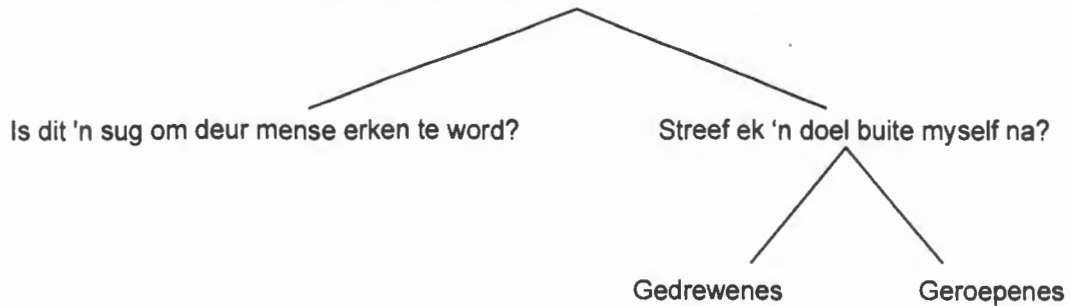 Is dit 'n sug om deur mense erken te word? Streef ek 'n doel buite myself na?
Gedrewenes Geroepenes